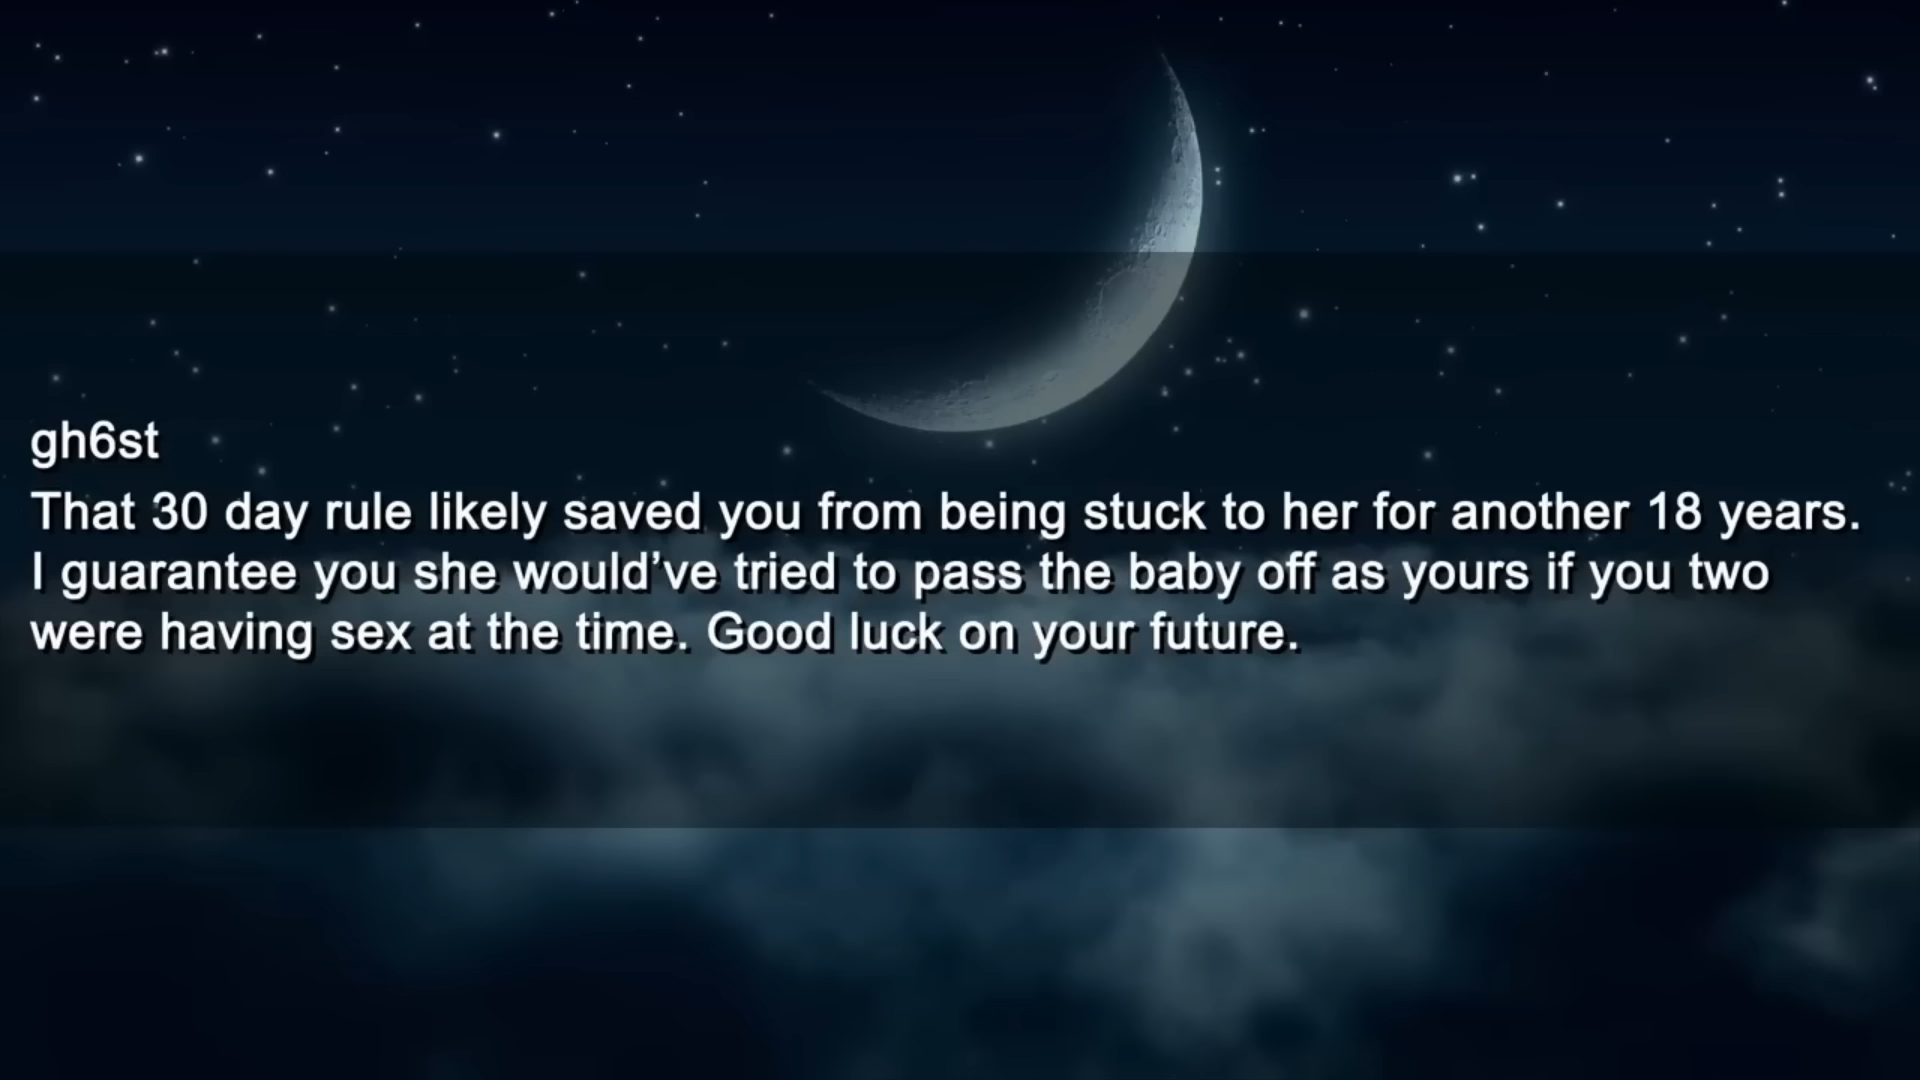 gh6st
That 30 day rule likely saved you from being stuck to her for another 18 years.
I guarantee you she would’ve tried to pass the baby off as yours if you two
were having sex at the time. Good luck on your future.